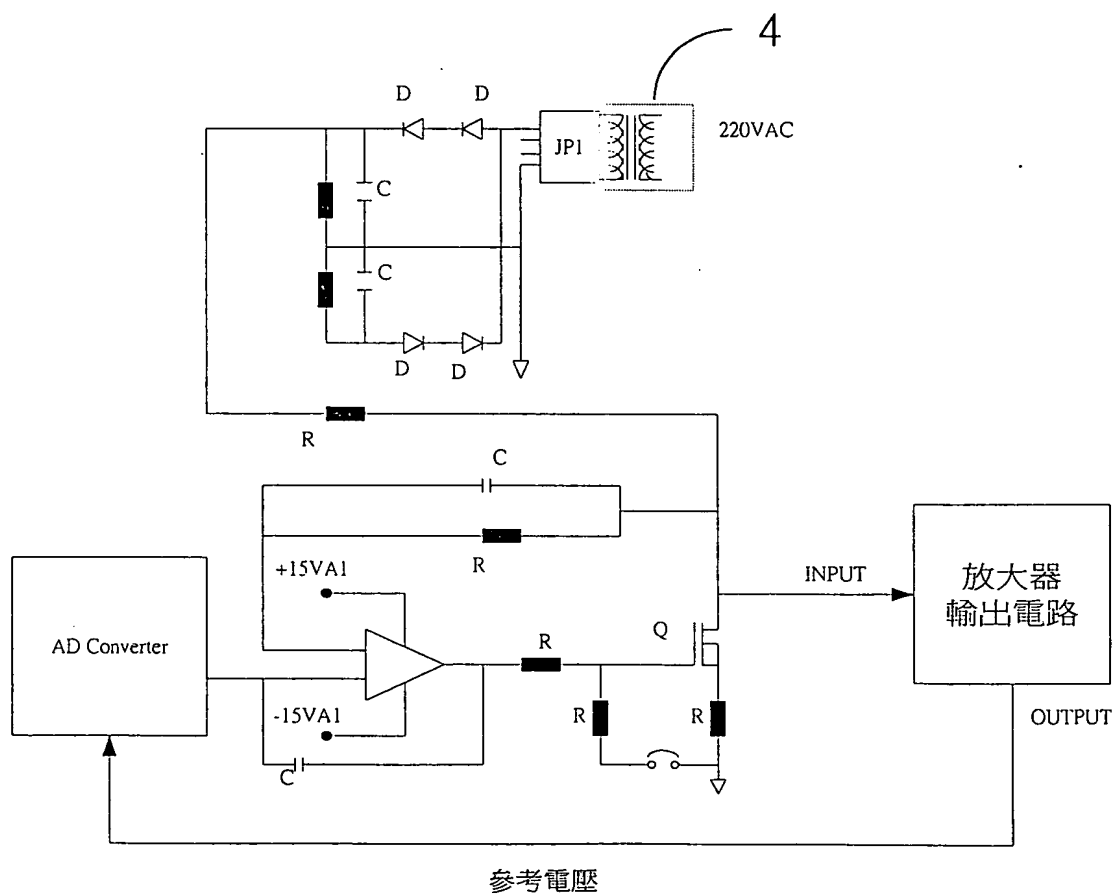 4
D
D
JP1
220VAC
C
C
D
D
R
C
R
+15VA1
AD Converter
-15VA1
C
R
R
Q
R
INPUT
放大器
輸出電路
OUTPUT
參考電壓